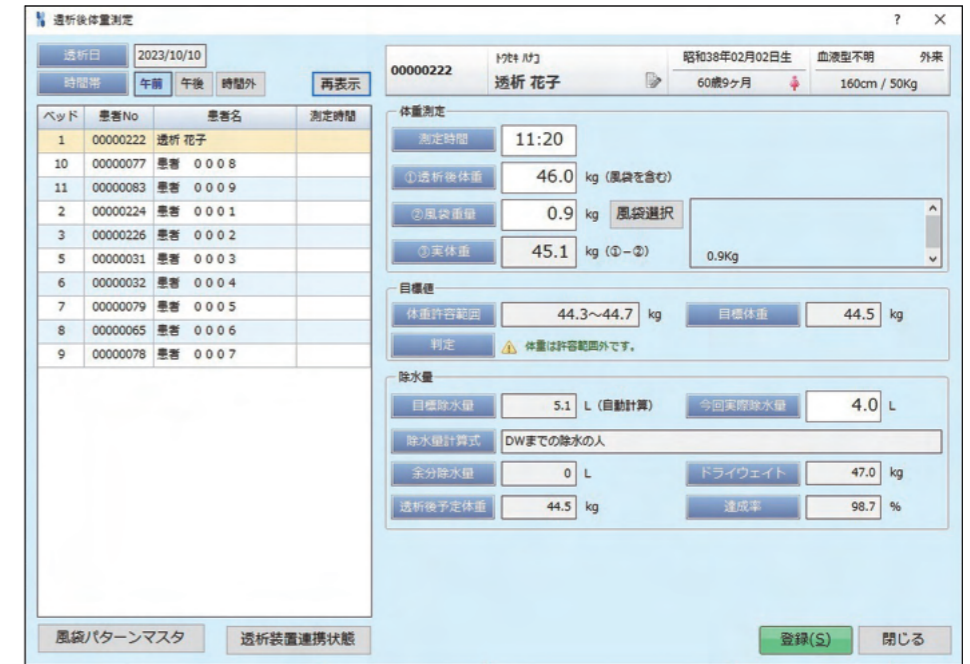 透析後体重測定 ? ×
透析日 2023/10/10
時間帯 午前 午後 時間外 再表示
00000222 ﾄｳｾｷ ﾊﾅｺ 昭和38年02月02日生 血液型不明 外来
透析 花子 60歳9ヶ月 160cm / 50Kg
ベッド 患者No 患者名 測定時間
1 00000222 透析 花子
10 00000077 患者 0008
11 00000083 患者 0009
2 00000224 患者 0001
3 00000226 患者 0002
5 00000031 患者 0003
6 00000032 患者 0004
7 00000079 患者 0005
8 00000065 患者 0006
9 00000078 患者 0007
体重測定
測定時間 11:20
①透析後体重 46.0 kg (風袋を含む)
②風袋重量 0.9 kg 風袋選択
③実体重 45.1 kg (①-②) 0.9Kg
目標値
体重許容範囲 44.3～44.7 kg 目標体重 44.5 kg
判定 体重は許容範囲外です。
除水量
目標除水量 5.1 L (自動計算) 今回実際除水量 4.0 L
除水量計算式 DWまでの除水の人
余分除水量 0 L ドライウェイト 47.0 kg
透析後予定体重 44.5 kg 達成率 98.7 %
風袋パターンマスタ 透析装置連携状態 登録(S) 閉じる